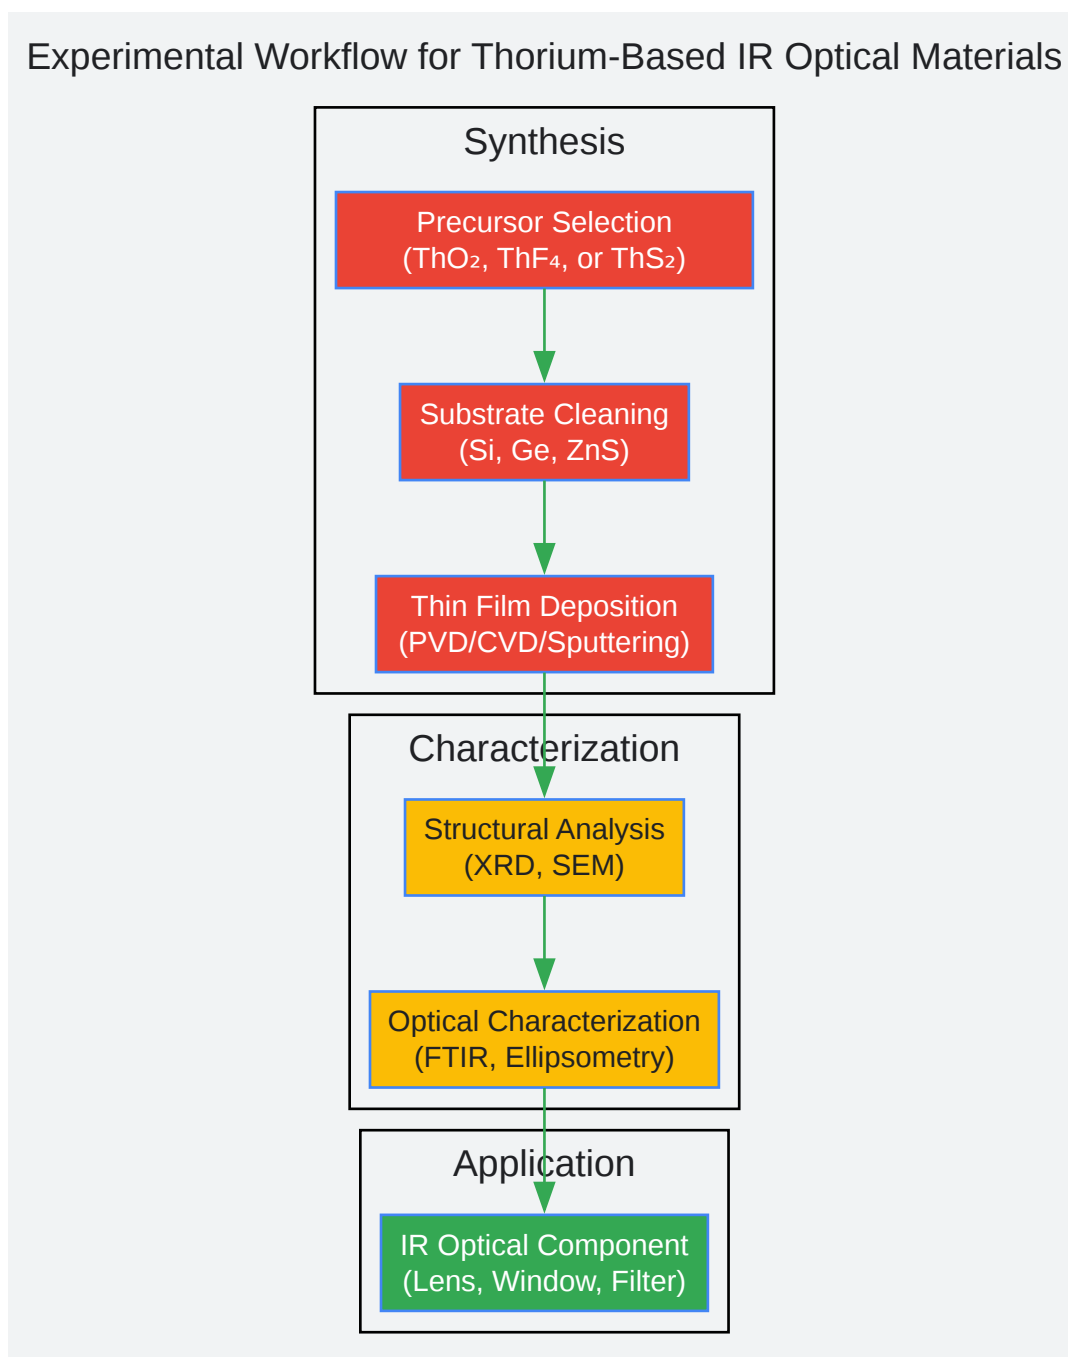 Experimental Workflow for Thorium-Based IR Optical Materials
Synthesis
Precursor Selection
(ThO₂, ThF₄, or ThS₂)
Substrate Cleaning
(Si, Ge, ZnS)
Thin Film Deposition
(PVD/CVD/Sputtering)
Characterization
Structural Analysis
(XRD, SEM)
Optical Characterization
(FTIR, Ellipsometry)
Application
IR Optical Component
(Lens, Window, Filter)